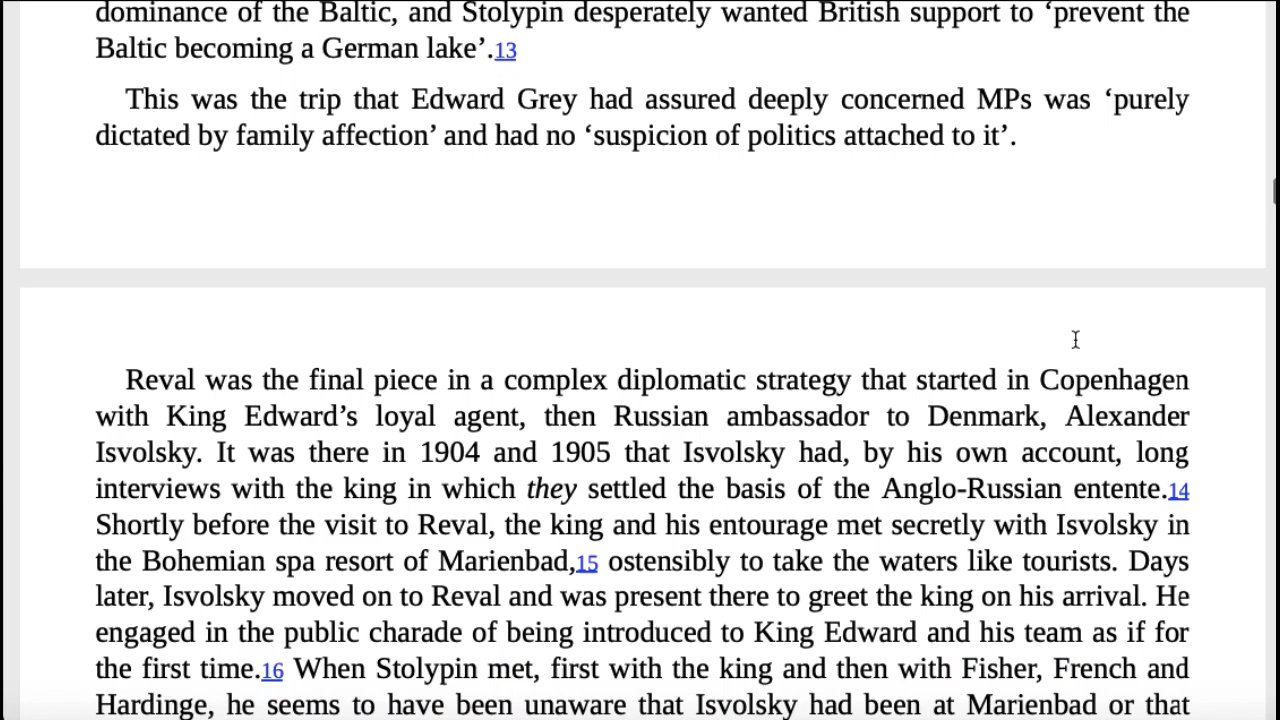 dominance of the Baltic, and Stolypin desperately wanted British support to ‘prevent the
Baltic becoming a German lake’.13
This was the trip that Edward Grey had assured deeply concerned MPs was ‘purely
dictated by family affection’ and had no ‘suspicion of politics attached to it’.
Reval was the final piece in a complex diplomatic strategy that started in Copenhagen
with King Edward’s loyal agent, then Russian ambassador to Denmark, Alexander
Isvolsky. It was there in 1904 and 1905 that Isvolsky had, by his own account, long
interviews with the king in which they settled the basis of the Anglo-Russian entente.14
Shortly before the visit to Reval, the king and his entourage met secretly with Isvolsky in
the Bohemian spa resort of Marienbad,15 ostensibly to take the waters like tourists. Days
later, Isvolsky moved on to Reval and was present there to greet the king on his arrival. He
engaged in the public charade of being introduced to King Edward and his team as if for
the first time.16 When Stolypin met, first with the king and then with Fisher, French and
Hardinge, he seems to have been unaware that Isvolsky had been at Marienbad or that